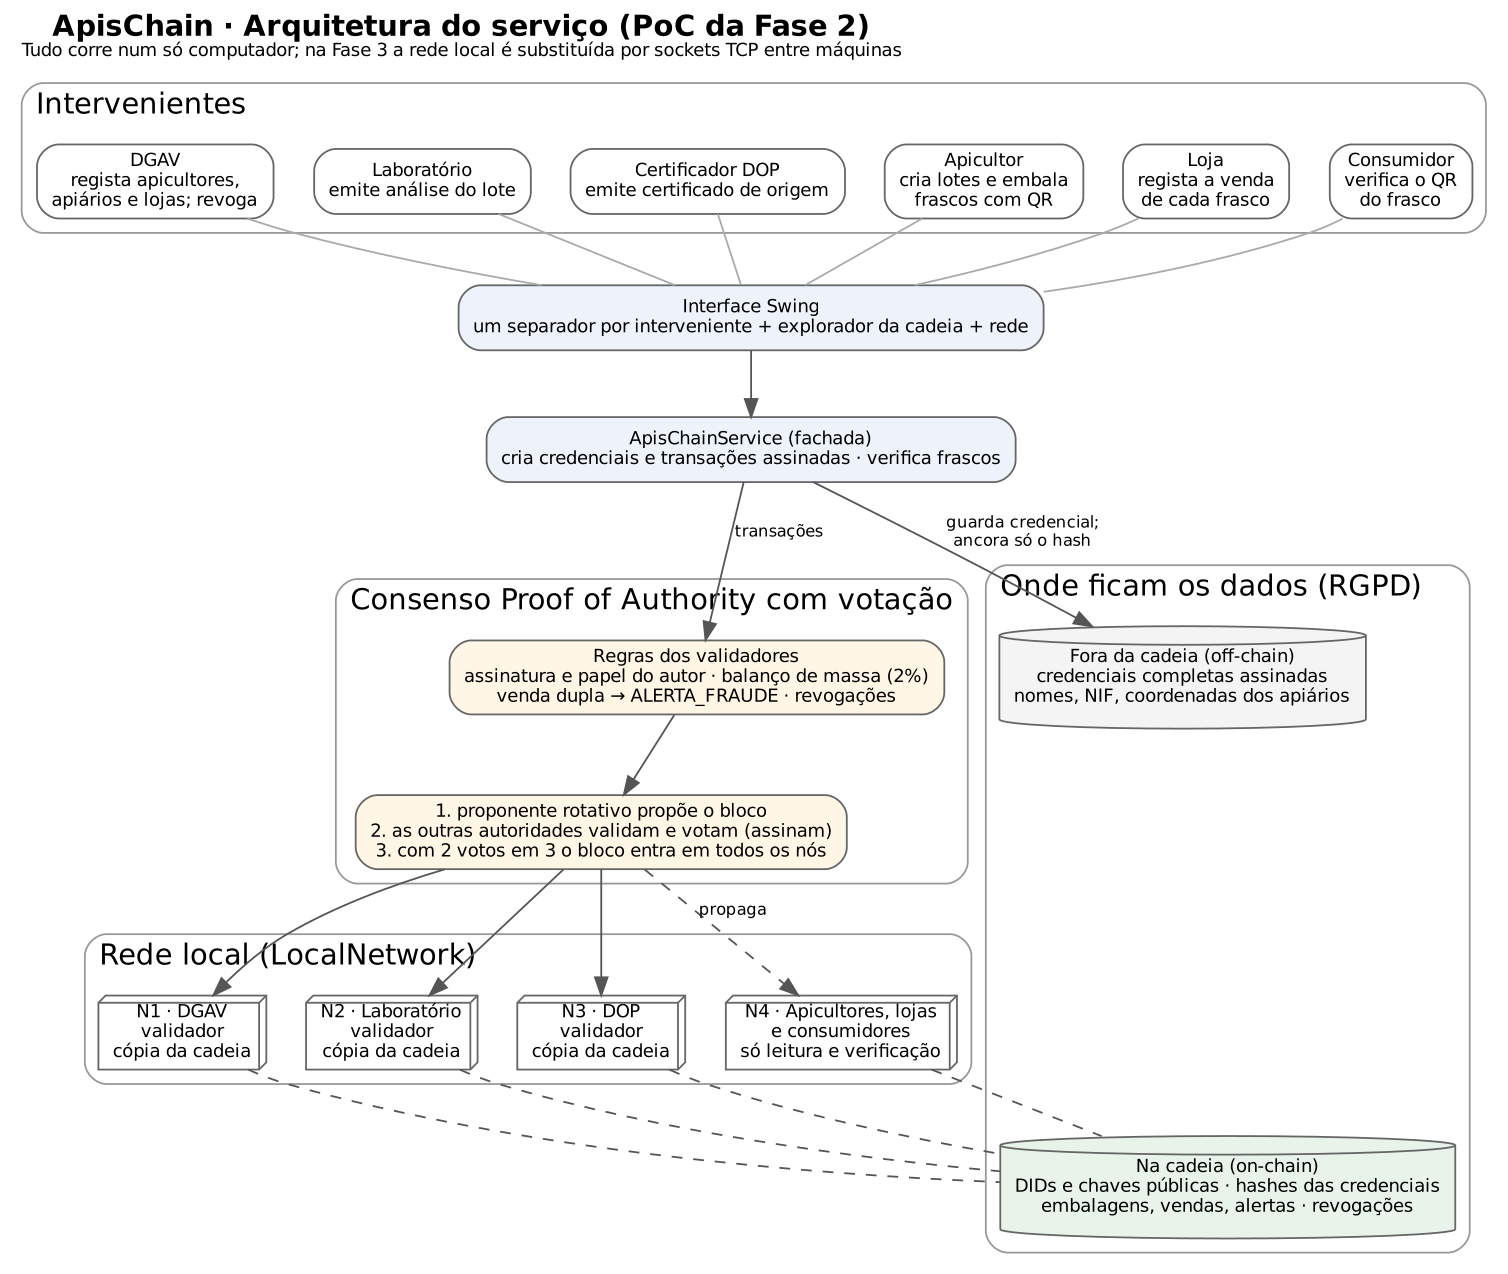 ApisChain · Arquitetura do serviço (PoC da Fase 2)
Tudo corre num só computador; na Fase 3 a rede local é substituída por sockets TCP entre máquinas
Intervenientes
DGAV
regista apicultores,
apiários e lojas; revoga
Laboratório
emite análise do lote
Certificador DOP
emite certificado de origem
Apicultor
cria lotes e embala
frascos com QR
Loja
regista a venda
de cada frasco
Consumidor
verifica o QR
do frasco
Interface Swing
um separador por interveniente + explorador da cadeia + rede
ApisChainService (fachada)
cria credenciais e transações assinadas · verifica frascos
transações
guarda credencial;
ancora só o hash
Consenso Proof of Authority com votação
Regras dos validadores
assinatura e papel do autor · balanço de massa (2%)
venda dupla → ALERTA_FRAUDE · revogações
1. proponente rotativo propõe o bloco
2. as outras autoridades validam e votam (assinam)
3. com 2 votos em 3 o bloco entra em todos os nós
Onde ficam os dados (RGPD)
Fora da cadeia (off-chain)
credenciais completas assinadas
nomes, NIF, coordenadas dos apiários
propaga
Rede local (LocalNetwork)
N1 · DGAV
validador
cópia da cadeia
N2 · Laboratório
validador
cópia da cadeia
N3 · DOP
validador
cópia da cadeia
N4 · Apicultores, lojas
e consumidores
só leitura e verificação
Na cadeia (on-chain)
DIDs e chaves públicas · hashes das credenciais
embalagens, vendas, alertas · revogações